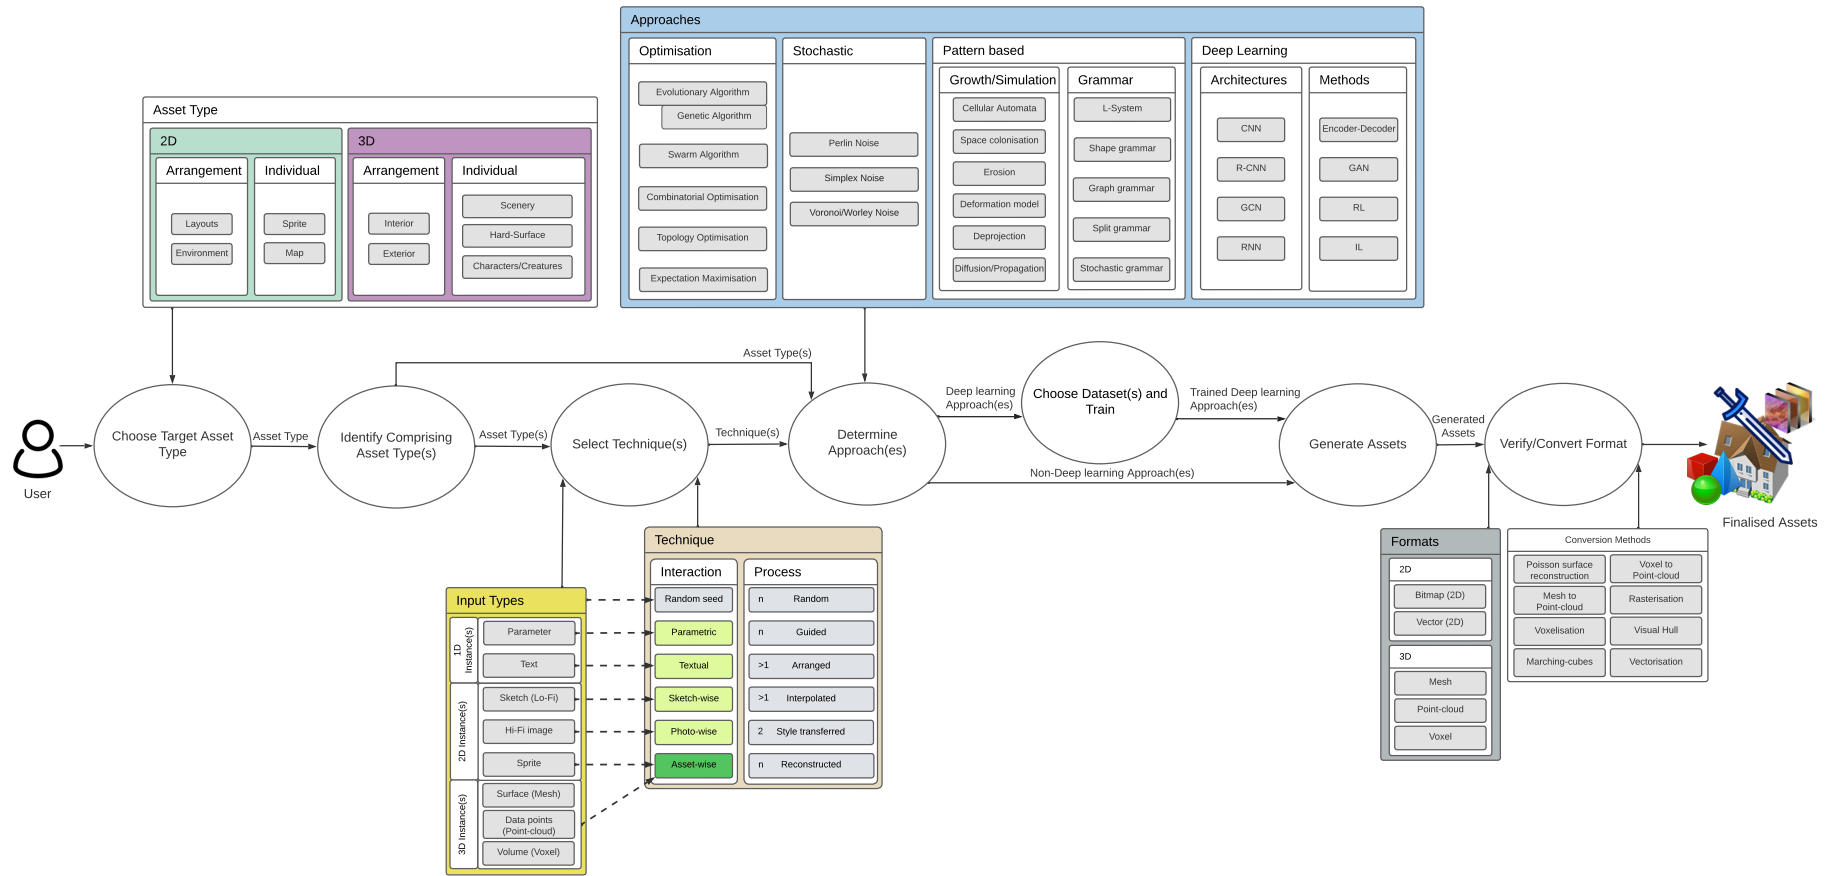 Approaches
Optimisation
Evolutionary Algorithm
Genetic Algorithm
Swarm Algorithm
Combinatorial Optimisation
Topology Optimisation
Expectation Maximisation
Stochastic
Perlin Noise
Simplex Noise
Voronoi/Worley Noise
Pattern based
Growth/Simulation
Cellular Automata
Space colonisation
Erosion
Deformation model
Deprojection
Diffusion/Propagation
Grammar
L-System
Shape grammar
Graph grammar
Split grammar
Stochastic grammar
Deep Learning
Architectures
CNN
R-CNN
GCN
RNN
Methods
Encoder-Decoder
GAN
RL
IL
Asset Type
2D
Arrangement
Layouts
Environment
Individual
Sprite
Map
3D
Arrangement
Interior
Exterior
Individual
Scenery
Hard-Surface
Characters/Creatures
User
Choose Target Asset
Type
Asset Type
Identify Comprising
Asset Type(s)
Asset Type(s)
Asset Type(s)
Select Technique(s)
Technique(s)
Determine
Approach(es)
Deep learning
Approach(es)
Choose Dataset(s) and
Train
Trained Deep learning
Approach(es)
Non-Deep learning Approach(es)
Generate Assets
Generated
Assets
Verify/Convert Format
Finalised Assets
Input Types
1D
Instance(s)
Parameter
Text
2D Instance(s)
Sketch (Lo-Fi)
Hi-Fi image
Sprite
3D Instance(s)
Surface (Mesh)
Data points
(Point-cloud)
Volume (Voxel)
Technique
Interaction
Random seed
Parametric
Textual
Sketch-wise
Photo-wise
Asset-wise
Process
n Random
n Guided
>1 Arranged
>1 Interpolated
2 Style transferred
n Reconstructed
Formats
2D
Bitmap (2D)
Vector (2D)
3D
Mesh
Point-cloud
Voxel
Conversion Methods
Poisson surface
reconstruction
Voxel to
Point-cloud
Mesh to
Point-cloud
Rasterisation
Voxelisation
Visual Hull
Marching-cubes
Vectorisation